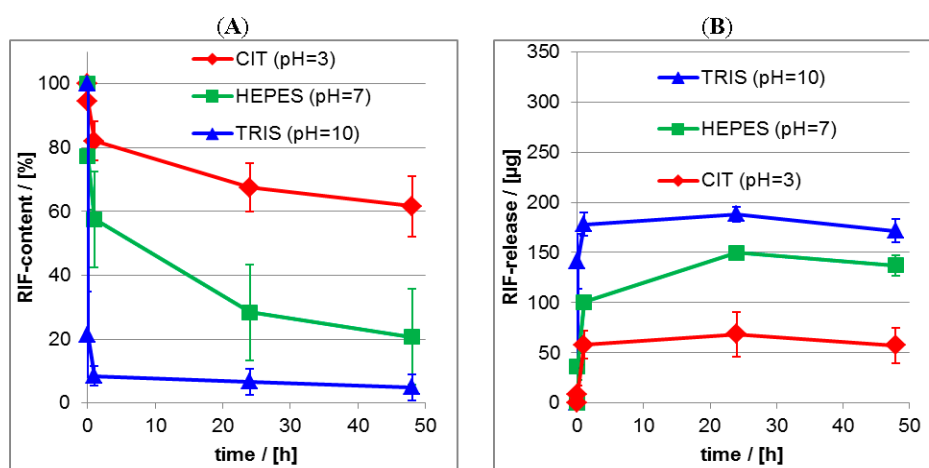 (A)
CIT (pH=3)
HEPES (pH=7)
TRIS (pH=10)
RIF-content / [%]
100
80
60
40
20
0
0 10 20 30 40 50
time / [h]
(B)
TRIS (pH=10)
HEPES (pH=7)
CIT (pH=3)
RIF-release / [µg]
350
300
250
200
150
100
50
0
0 10 20 30 40 50
time / [h]